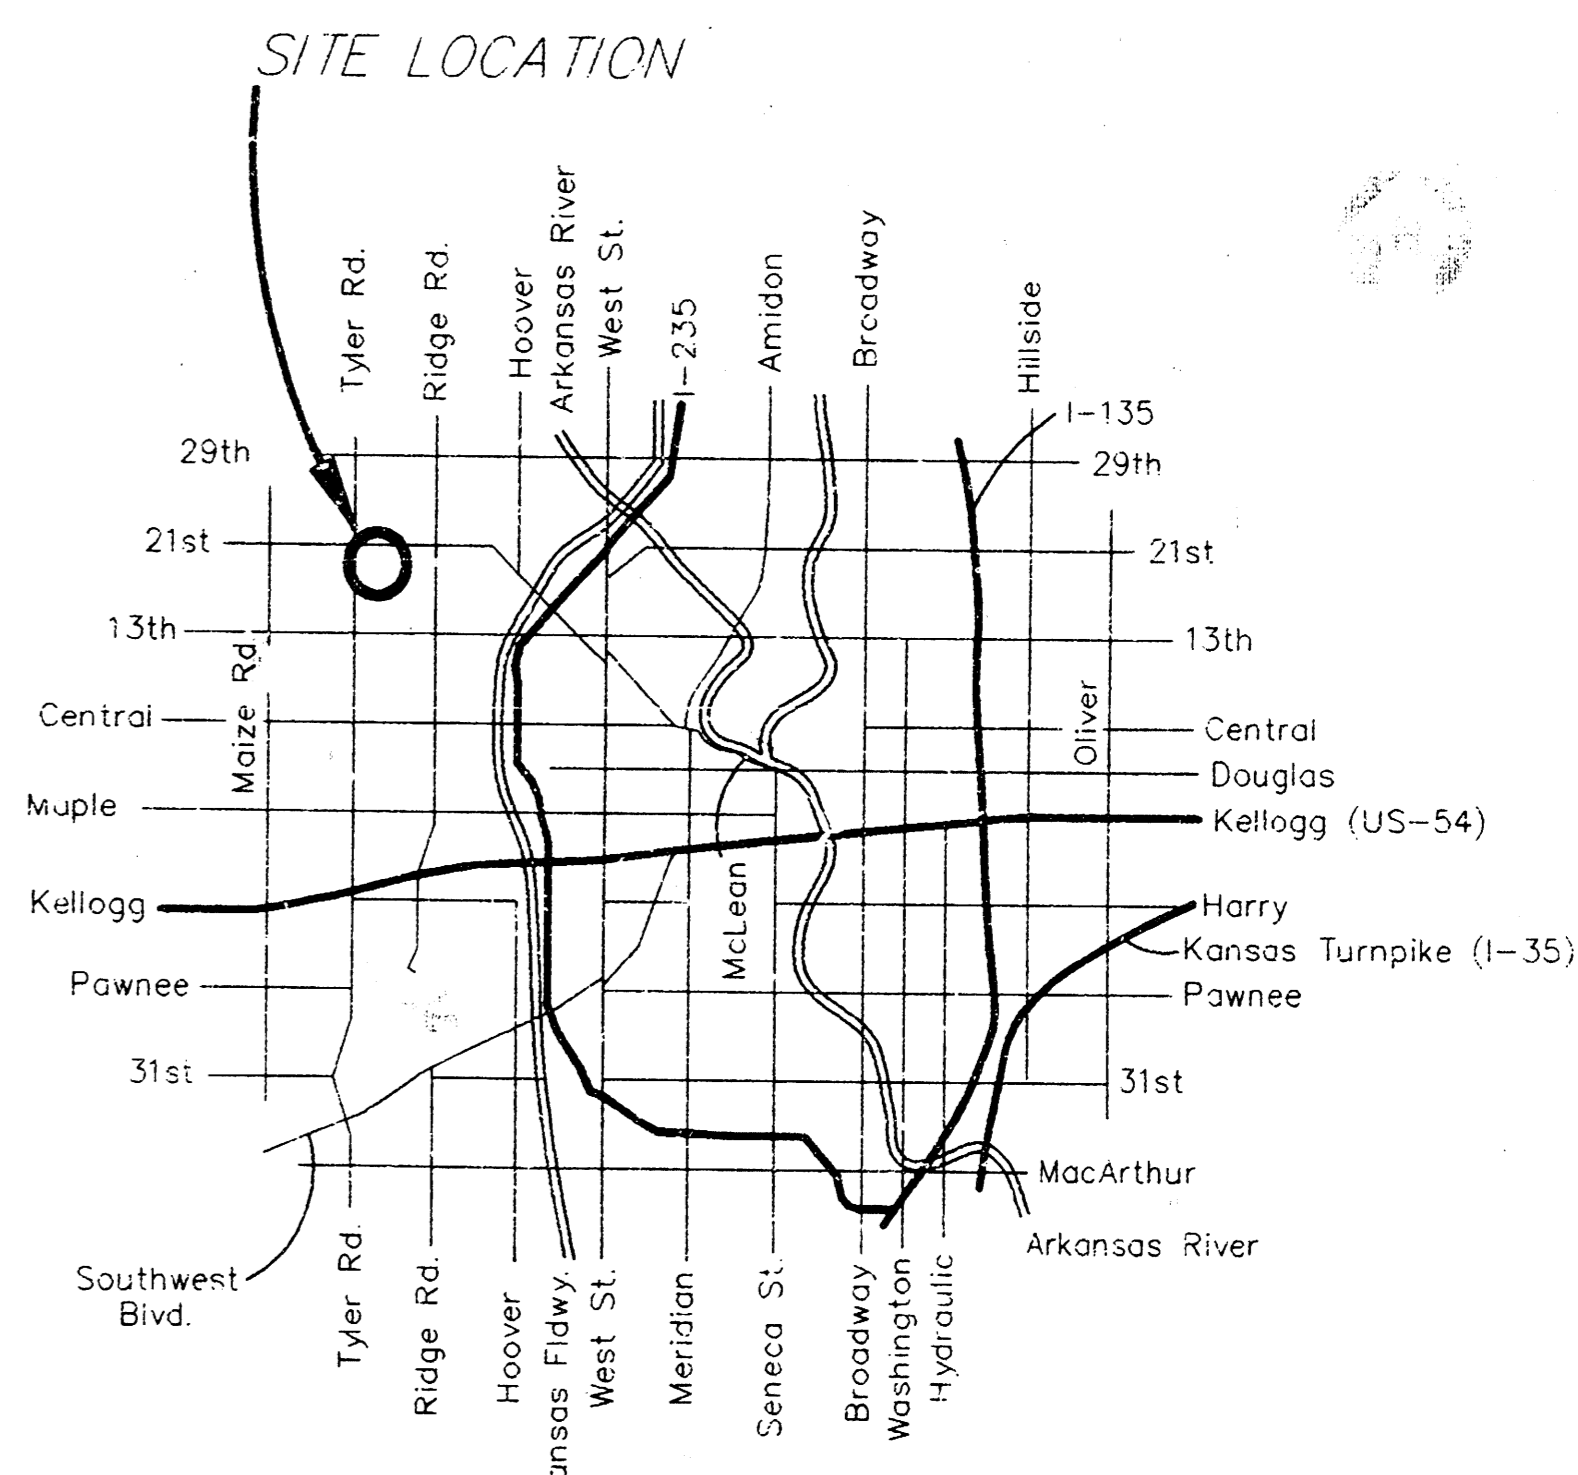 SITE LOCATION
Tyler Rd.
Ridge Rd.
Hoover
Arkansas River
West St.
I-235
Amidon
Broadway
Hillside
I-135
29th
29th
21st
21st
13th
13th
Maize Rd.
Central
Central
Oliver
Douglas
Maple
Kellogg (US-54)
Kellogg
McLean
Harry
Kansas Turnpike (I-35)
Pawnee
Pawnee
31st
31st
MacArthur
Arkansas River
Southwest
Blvd.
Tyler Rd.
Ridge Rd.
Hoover
ansas Fldwy.
West St.
Meridian
Seneca St.
Broadway
Washington
Hydraulic